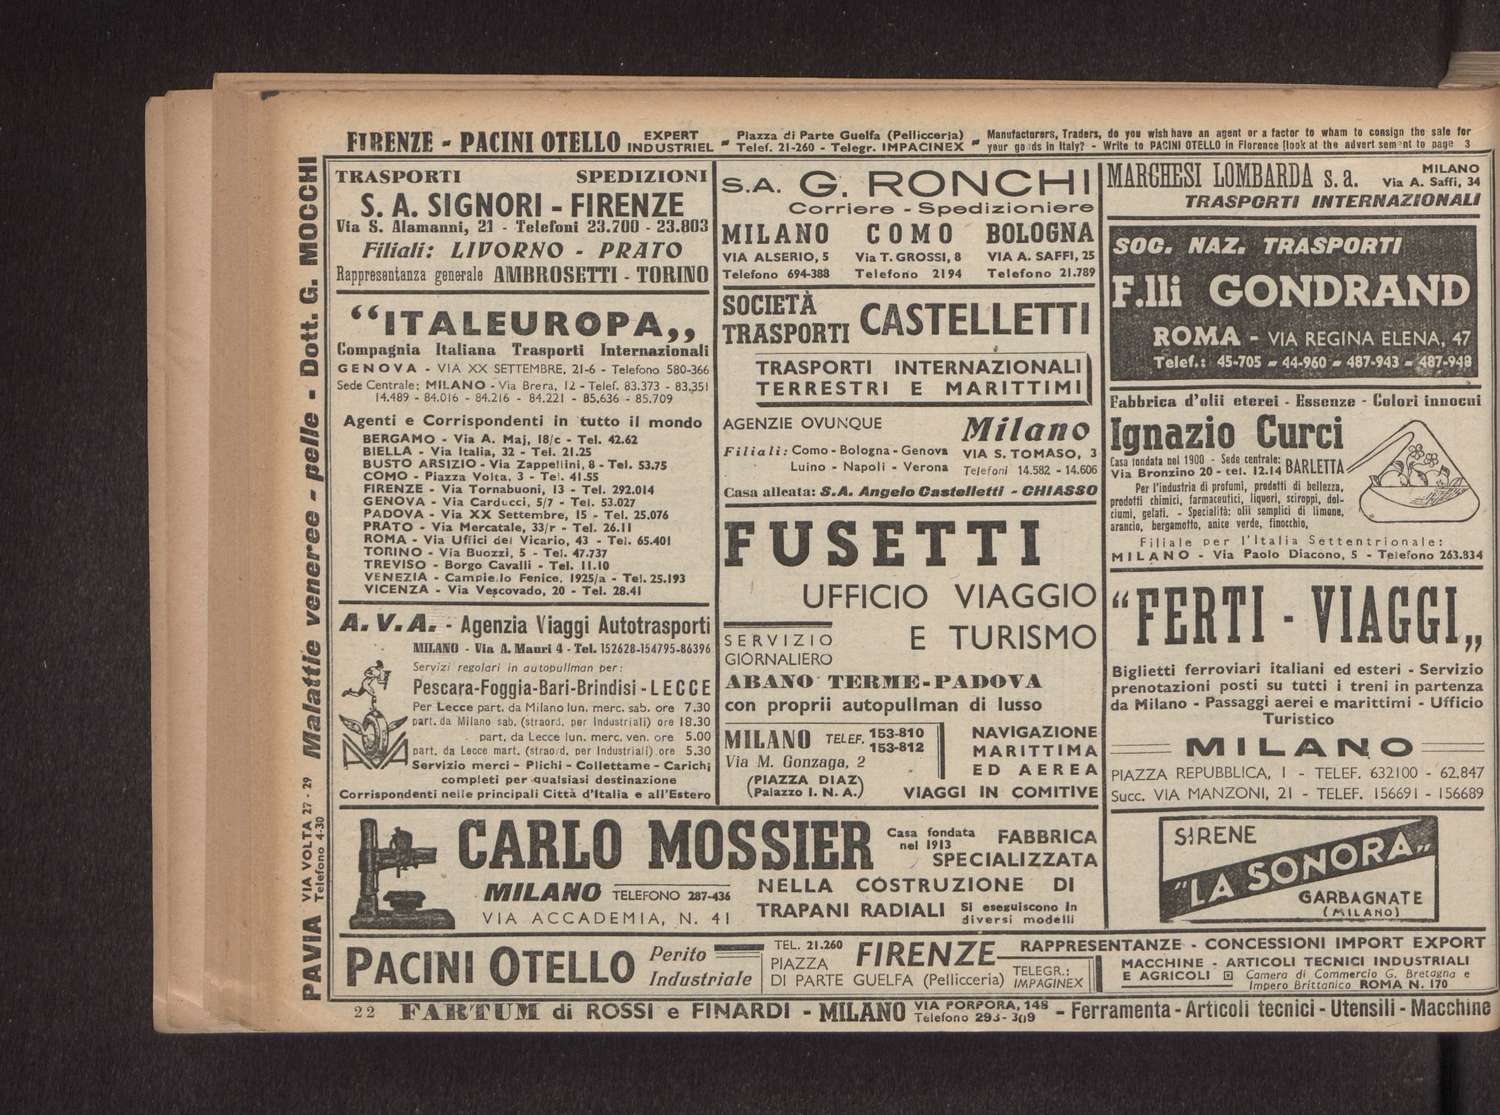 FIRENZE - PACINI OTELLO EXPERT INDUSTRIEL - Piazza di Parte Guelfa (Pellicceria) Telef. 21-260 - Telegr. IMPACINEX - Manufacturers, Traders, do you wish have an agent or a factor to wham to consign the sale for
your goods in Italy? - Write to PACINI OTELLO in Florence [look at the advert sement to page 3
PAVIA VIA VOLTA 27 - 29 Telefono 4-30 Malattie veneree - pelle - Dott. G. MOCCHI
TRASPORTI SPEDIZIONI
S. A. SIGNORI - FIRENZE
Via S. Alamanni, 21 - Telefoni 23.700 - 23.803
Filiali: LIVORNO - PRATO
Rappresentanza generale AMBROSETTI - TORINO
"ITALEUROPA„
Compagnia Italiana Trasporti Internazionali
GENOVA - VIA XX SETTEMBRE, 21-6 - Telefono 580-366
Sede Centrale: MILANO - Via Brera, 12 - Telef. 83.373 - 83.351
14.489 - 84.016 - 84.216 - 84.221 - 85.636 - 85.709
Agenti e Corrispondenti in tutto il mondo
BERGAMO - Via A. Maj, 18/c - Tel. 42.62
BIELLA - Via Italia, 32 - Tel. 21.25
BUSTO ARSIZIO - Via Zappellini, 8 - Tel. 53.75
COMO - Piazza Volta, 3 - Tel. 41.55
FIRENZE - Via Tornabuoni, 13 - Tel. 292.014
GENOVA - Via Carducci, 5/7 - Tel. 53.027
PADOVA - Via XX Settembre, 15 - Tel. 25.076
PRATO - Via Mercatale, 33/r - Tel. 26.11
ROMA - Via Uffici del Vicario, 43 - Tel. 65.401
TORINO - Via Buozzi, 5 - Tel. 47.737
TREVISO - Borgo Cavalli - Tel. 11.10
VENEZIA - Campiello Fenice, 1925/a - Tel. 25.193
VICENZA - Via Vescovado, 20 - Tel. 28.41
A.V.A. - Agenzia Viaggi Autotrasporti
MILANO - Via A. Mauri 4 - Tel. 152628-154795-86396
Servizi regolari in autopullman per:
Pescara-Foggia-Bari-Brindisi-LECCE
Per Lecce part. da Milano lun. merc. sab. ore 7.30
part. da Milano sab. (straord. per Industriali) ore 18.30
part. da Lecce lun. merc. ven. ore 5.00
part. da Lecce mart. (straord. per Industriali) ore 5.30
Servizio merci - Plichi - Collettame - Carichi
completi per qualsiasi destinazione
Corrispondenti nelle principali Città d'Italia e all'Estero
S.A. G. RONCHI
Corriere - Spedizioniere
MILANO COMO BOLOGNA
VIA ALSERIO, 5 Via T. GROSSI, 8 VIA A. SAFFI, 25
Telefono 694-388 Telefono 2194 Telefono 21.789
SOCIETÀ TRASPORTI CASTELLETTI
TRASPORTI INTERNAZIONALI
TERRESTRI E MARITTIMI
AGENZIE OVUNQUE Milano
Filiali: Como - Bologna - Genova VIA S. TOMASO, 3
Luino - Napoli - Verona Telefoni 14.582 - 14.606
Casa alleata: S.A. Angelo Castelletti - CHIASSO
FUSETTI
UFFICIO VIAGGIO
E TURISMO
SERVIZIO
GIORNALIERO
ABANO TERME-PADOVA
con proprii autopullman di lusso
MILANO TELEF. 153-810
153-812
Via M. Gonzaga, 2
(PIAZZA DIAZ)
(Palazzo I. N. A.)
NAVIGAZIONE
MARITTIMA
ED AEREA
VIAGGI IN COMITIVE
MARCHESI LOMBARDA s.a. MILANO
Via A. Saffi, 34
TRASPORTI INTERNAZIONALI
SOC. NAZ. TRASPORTI
F.lli GONDRAND
ROMA - VIA REGINA ELENA, 47
Telef.: 45-705 - 44-960 - 487-943 - 487-948
Fabbrica d'olii eterei - Essenze - Colori innocui
Ignazio Curci
Casa fondata nel 1900 - Sede centrale:
Via Bronzino 20 - tel. 12.14 BARLETTA
Per l'industria di profumi, prodotti di bellezza,
prodotti chimici, farmaceutici, liquori, sciroppi, dol-
ciumi, gelati. - Specialità: olii semplici di limone,
arancio, bergamotto, anice verde, finocchio,
Filiale per l'Italia Settentrionale:
MILANO - Via Paolo Diacono, 5 - Telefono 263.834
"FERTI - VIAGGI„
Biglietti ferroviari italiani ed esteri - Servizio
prenotazioni posti su tutti i treni in partenza
da Milano - Passaggi aerei e marittimi - Ufficio
Turistico
MILANO
PIAZZA REPUBBLICA, 1 - TELEF. 632100 - 62.847
Succ. VIA MANZONI, 21 - TELEF. 156691 - 156689
CARLO MOSSIER Casa fondata nel 1913 FABBRICA
SPECIALIZZATA
MILANO TELEFONO 287-436 NELLA COSTRUZIONE DI
VIA ACCADEMIA, N. 41 TRAPANI RADIALI Si eseguiscono in
diversi modelli
SIRENE
"LA SONORA„
GARBAGNATE
(MILANO)
PACINI OTELLO Perito Industriale
TEL. 21.260 FIRENZE
PIAZZA DI PARTE GUELFA (Pellicceria) TELEGR.: IMPAGINEX
RAPPRESENTANZE - CONCESSIONI IMPORT EXPORT
MACCHINE - ARTICOLI TECNICI INDUSTRIALI
E AGRICOLI Camera di Commercio G. Bretagna e
Impero Brittanico ROMA N. 170
22 FARTUM di ROSSI e FINARDI - MILANO VIA PORPORA, 148 Telefono 293-309 - Ferramenta - Articoli tecnici - Utensili - Macchine